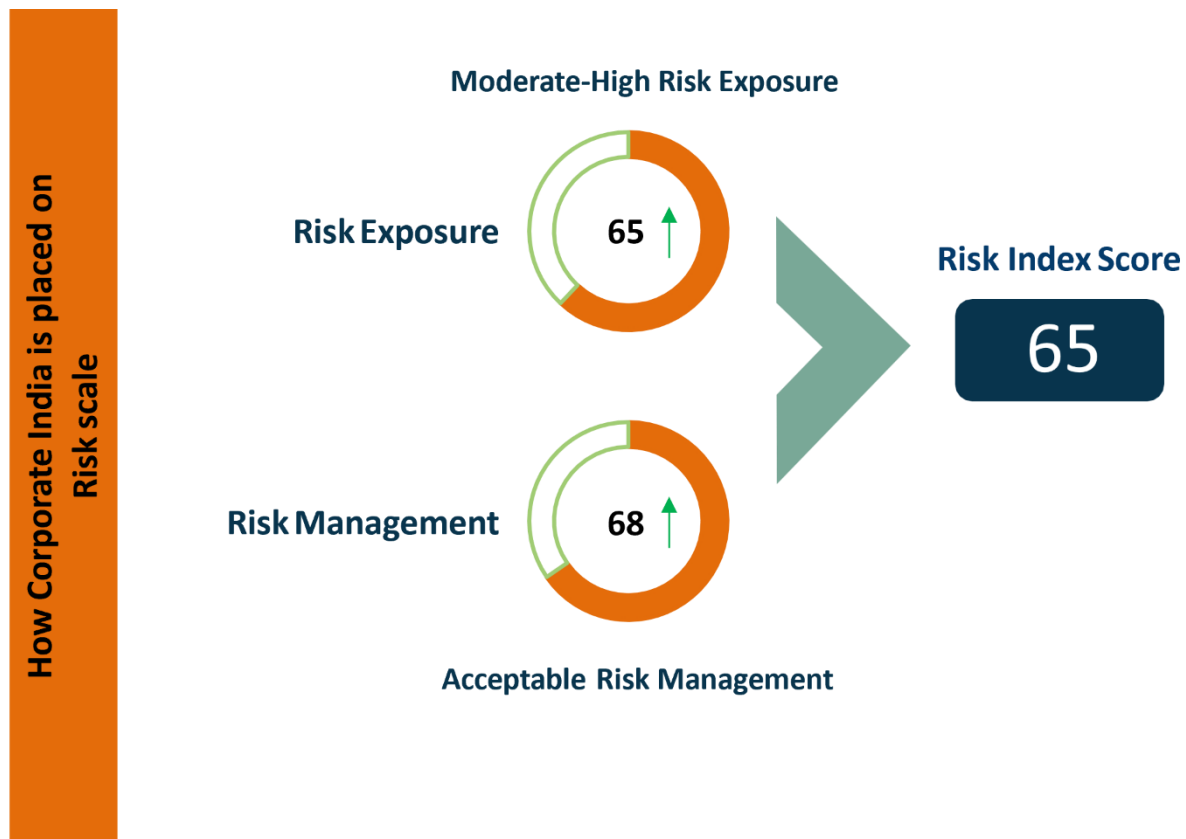 How Corporate India is placed on
Risk scale
Moderate-High Risk Exposure
Risk Exposure
65
Risk Index Score
65
Risk Management
68
Acceptable Risk Management